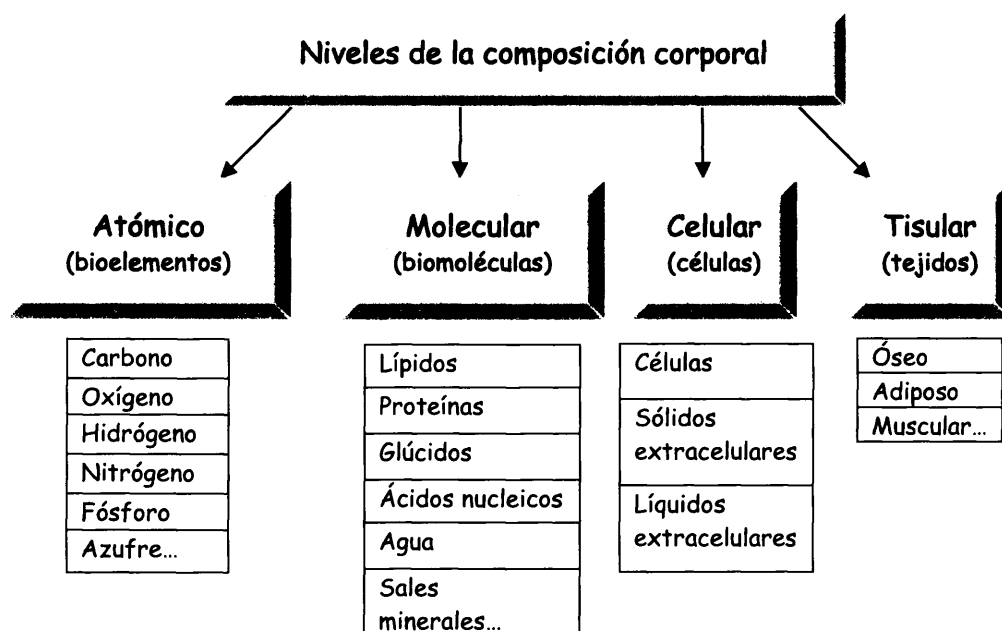 Niveles de la composición corporal
Atómico
(bioelementos)
Molecular
(biomoléculas)
Celular
(células)
Tisular
(tejidos)
Carbono
Oxígeno
Hidrógeno
Nitrógeno
Fósforo
Azufre...
Lípidos
Proteínas
Glúcidos
Ácidos nucleicos
Agua
Sales
minerales...
Células
Sólidos
extracelulares
Líquidos
extracelulares
Óseo
Adiposo
Muscular...